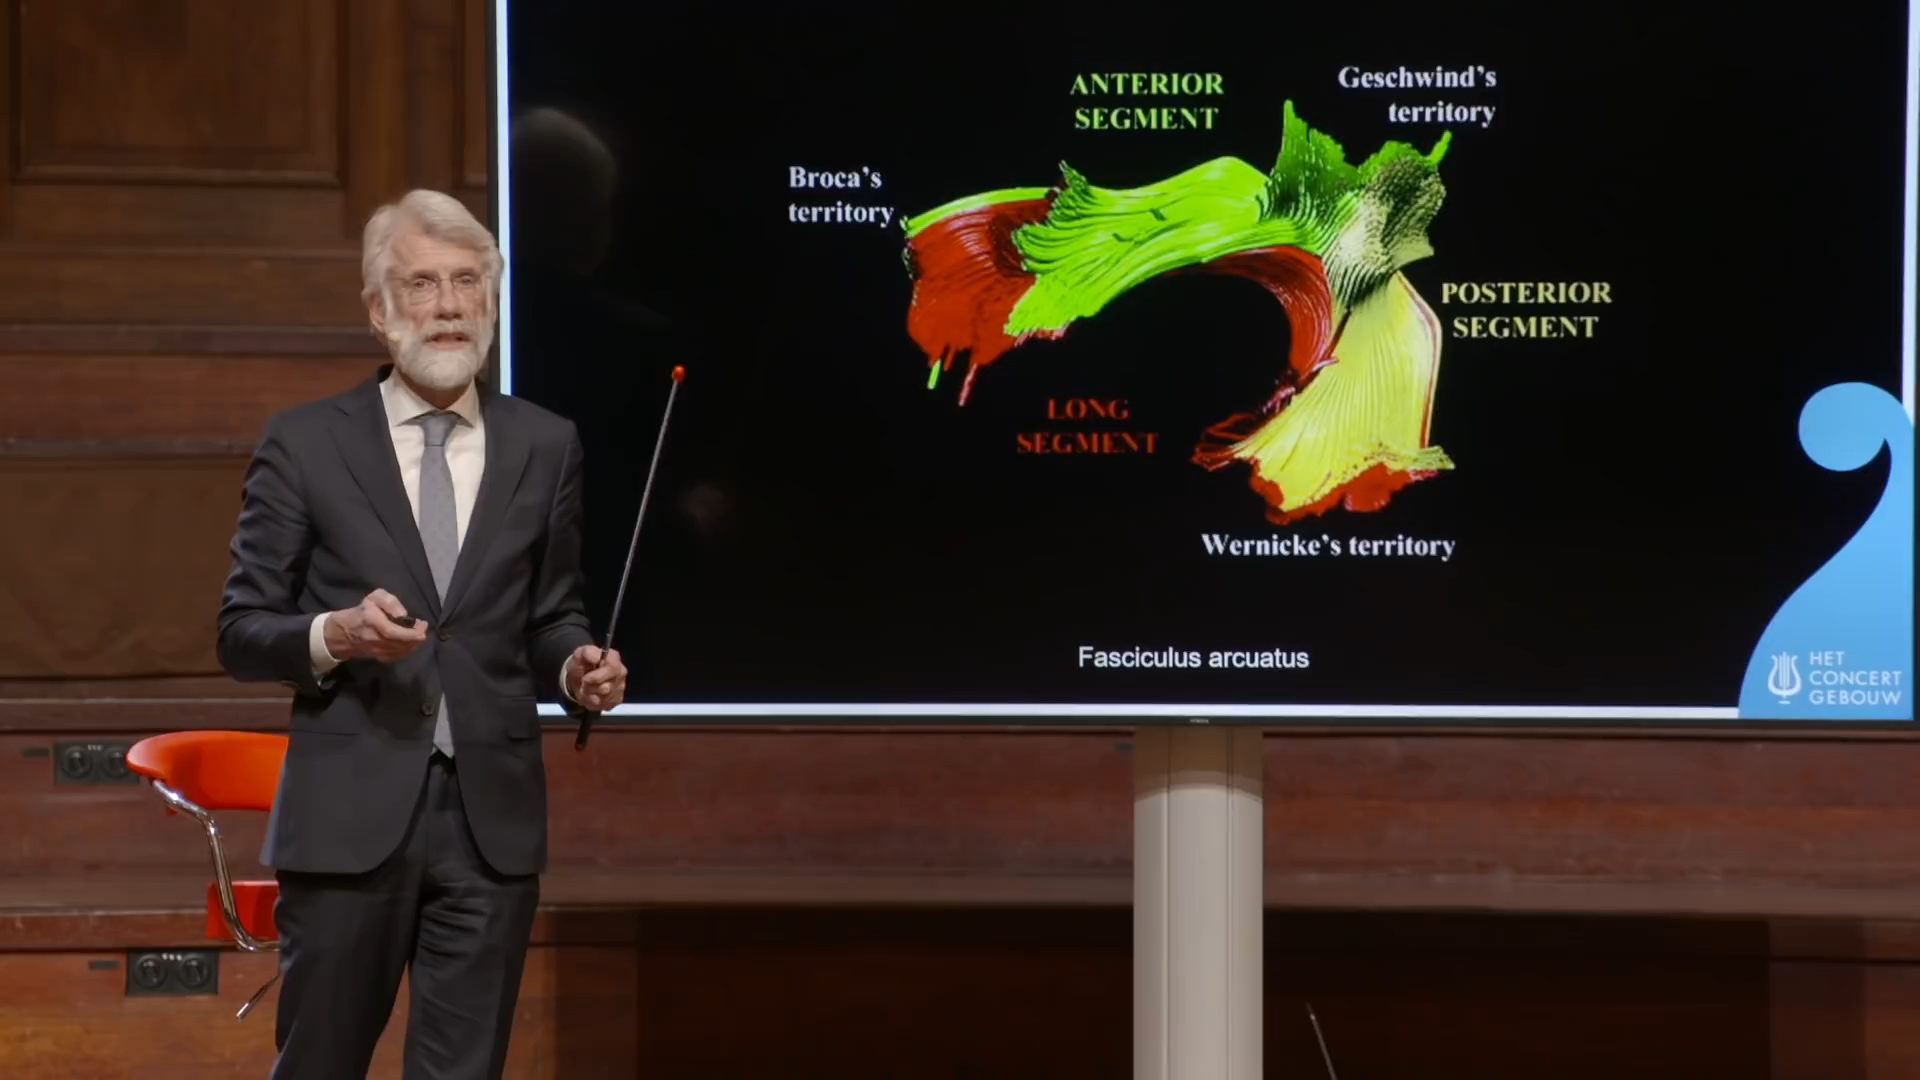 ANTERIOR
SEGMENT
Geschwind's
territory
Broca's
territory
POSTERIOR
SEGMENT
LONG
SEGMENT
Wernicke's territory
Fasciculus arcuatus
HET
CONCERT
GEBOUW